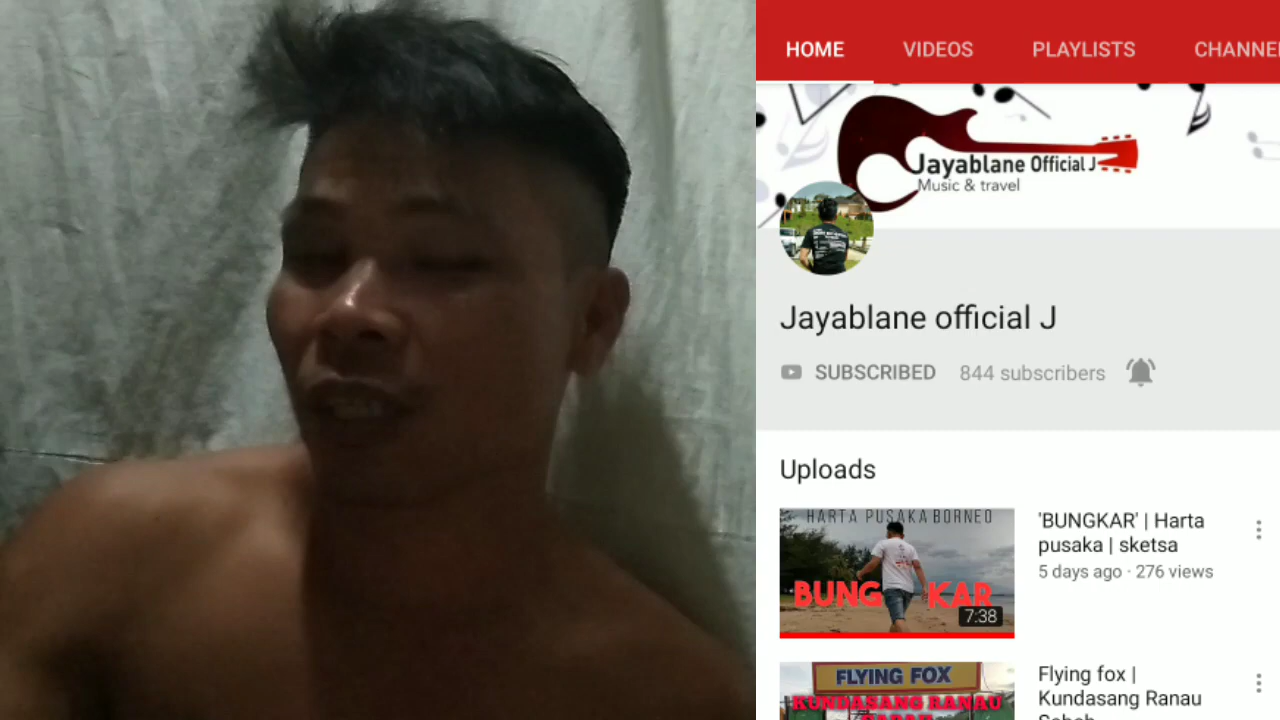 HOME VIDEOS PLAYLISTS CHANNE
Jayablane Official J
Music & travel
Jayablane official J
SUBSCRIBED 844 subscribers
Uploads
HARTA PUSAKA BORNEO
BUNG KAR
7:38
'BUNGKAR' | Harta
pusaka | sketsa
5 days ago · 276 views
FLYING FOX
KUNDASANG RANAU
Flying fox |
Kundasang Ranau
Sabah